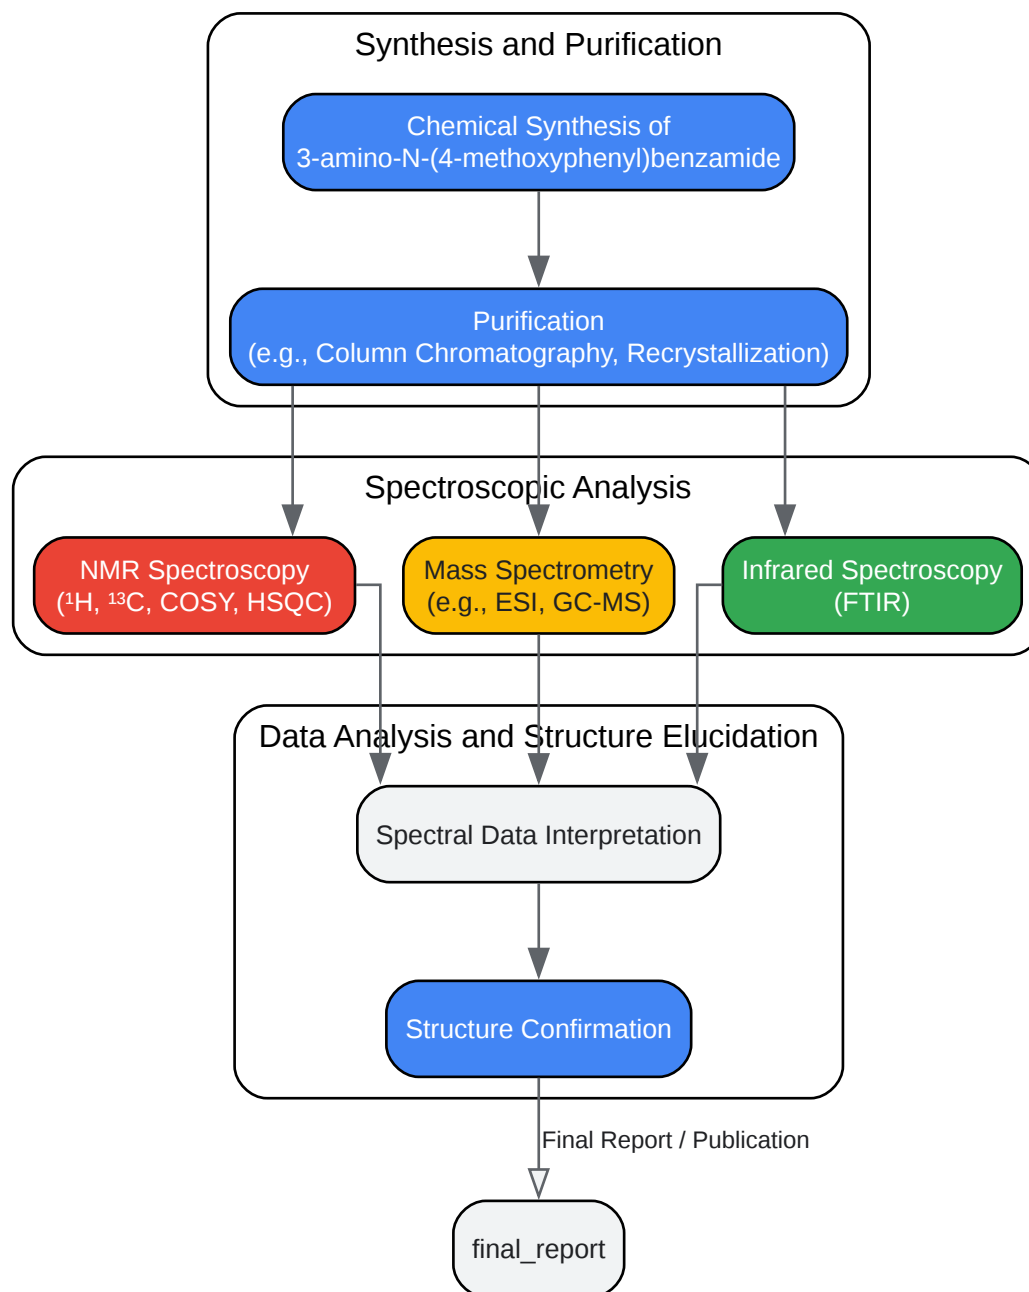 Synthesis and Purification
Chemical Synthesis of
3-amino-N-(4-methoxyphenyl)benzamide
Purification
(e.g., Column Chromatography, Recrystallization)
Spectroscopic Analysis
NMR Spectroscopy
(¹H, ¹³C, COSY, HSQC)
Mass Spectrometry
(e.g., ESI, GC-MS)
Infrared Spectroscopy
(FTIR)
Data Analysis and Structure Elucidation
Spectral Data Interpretation
Structure Confirmation
Final Report / Publication
final_report